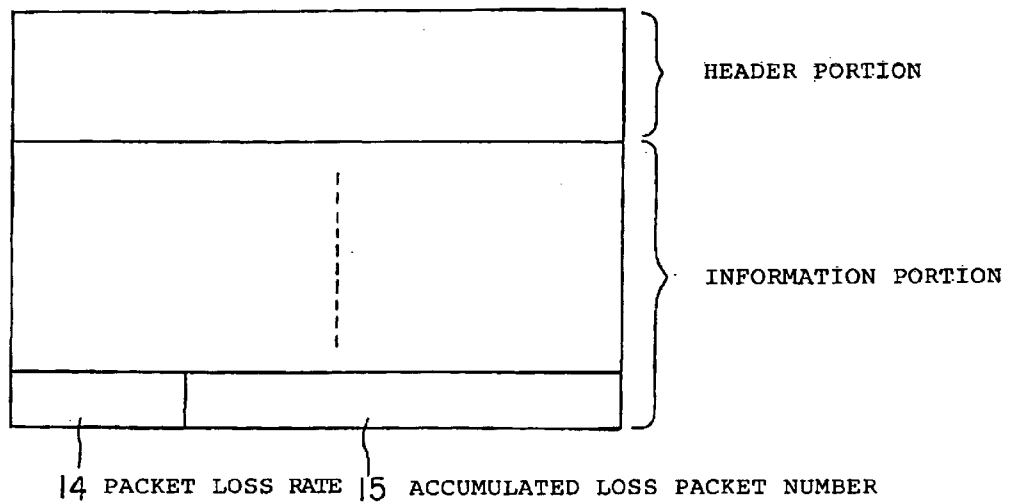 HEADER PORTION
INFORMATION PORTION
14 PACKET LOSS RATE 15 ACCUMULATED LOSS PACKET NUMBER